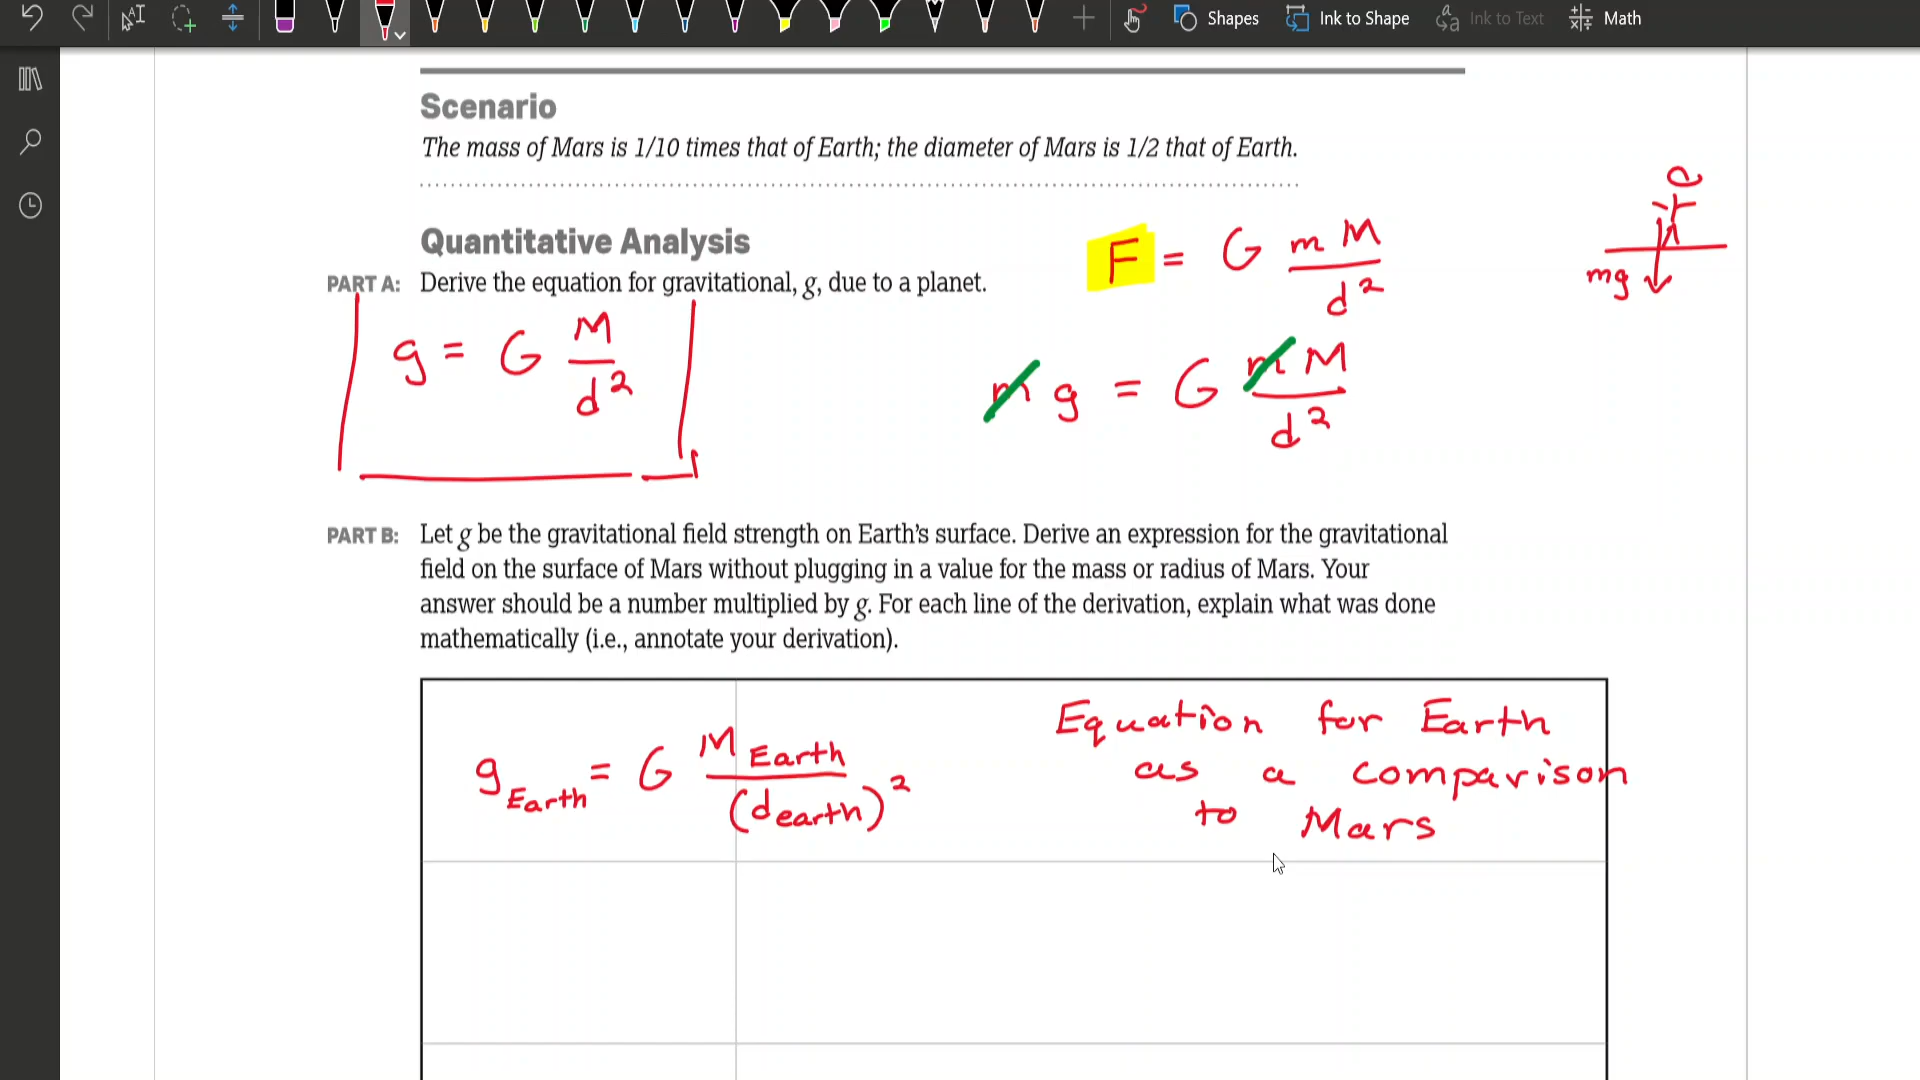 Shapes Ink to Shape Ink to Text Math
Scenario
The mass of Mars is 1/10 times that of Earth; the diameter of Mars is 1/2 that of Earth.
Quantitative Analysis
F = G m M / d²
PART A: Derive the equation for gravitational, g, due to a planet.
mg
g = G M / d²
m g = G m M / d²
PART B: Let g be the gravitational field strength on Earth’s surface. Derive an expression for the gravitational
field on the surface of Mars without plugging in a value for the mass or radius of Mars. Your
answer should be a number multiplied by g. For each line of the derivation, explain what was done
mathematically (i.e., annotate your derivation).
g Earth = G M Earth / (d earth)²
Equation for Earth
as a comparison
to Mars